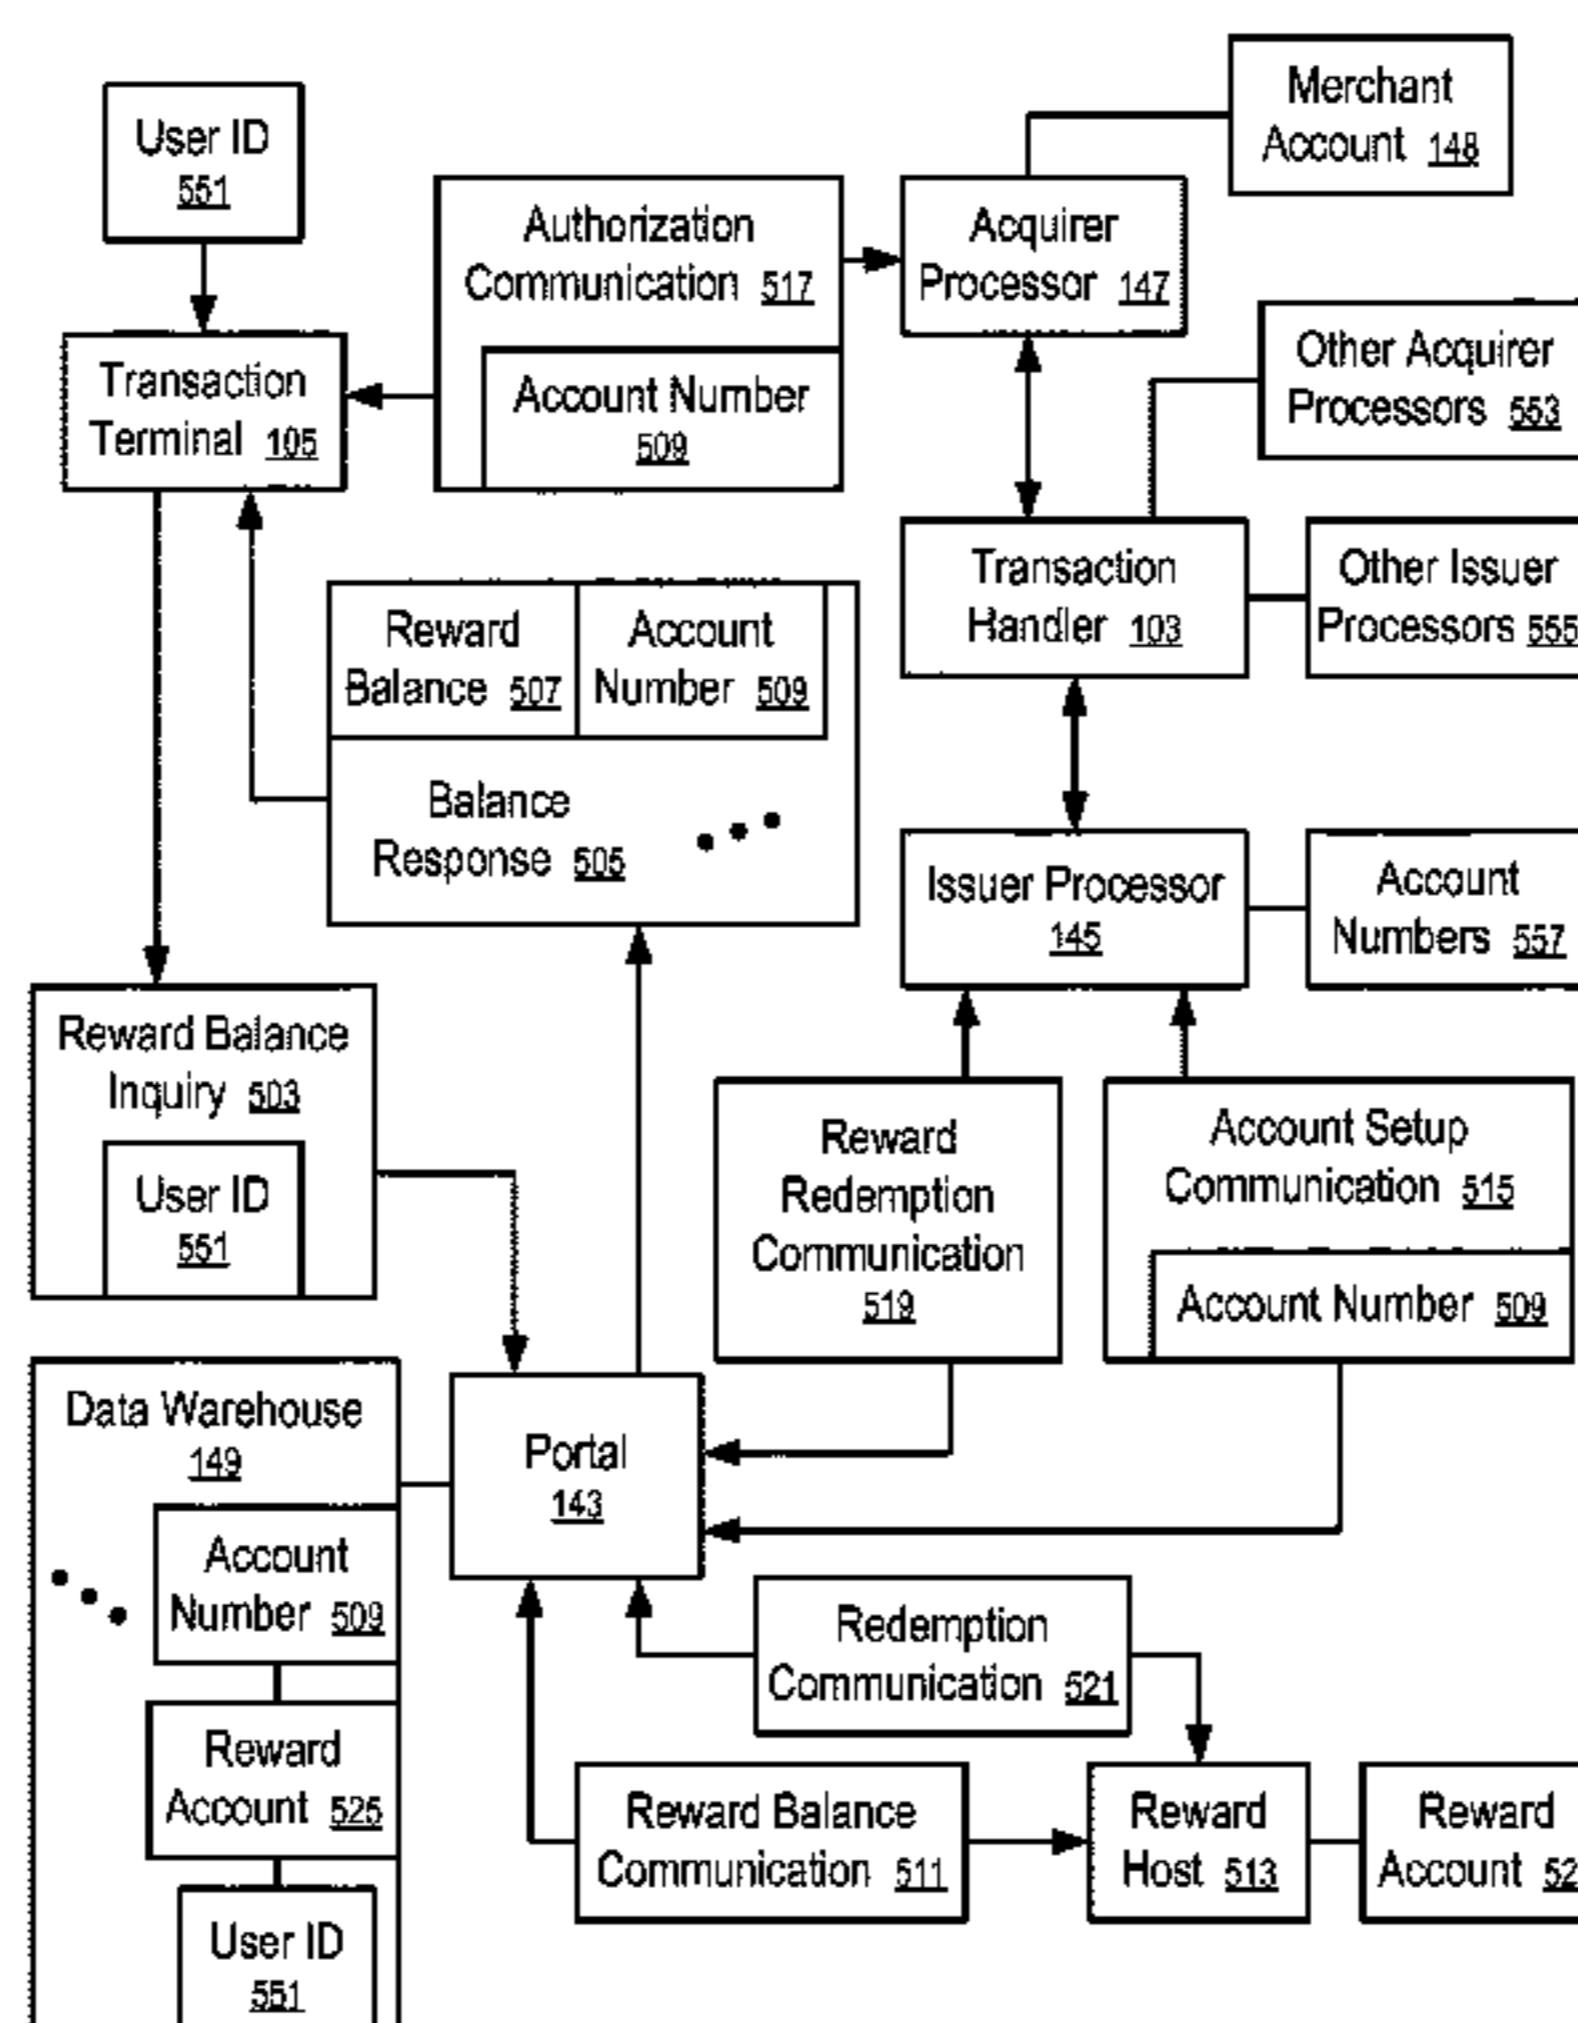 Merchant
Account 148
User ID
551
Authorization
Communication 517
Account Number
509
Acquirer
Processor 147
Other Acquirer
Processors 553
Transaction
Terminal 105
Transaction
Handler 103
Other Issuer
Processors 555
Reward
Balance 507
Account
Number 509
Balance
Response 505
Issuer Processor
145
Account
Numbers 557
Reward Balance
Inquiry 503
User ID
551
Reward
Redemption
Communication
519
Account Setup
Communication 515
Account Number 509
Data Warehouse
149
Portal
143
Account
Number 509
Redemption
Communication 521
Reward
Account 525
Reward Balance
Communication 511
Reward
Host 513
Reward
Account 52
User ID
551